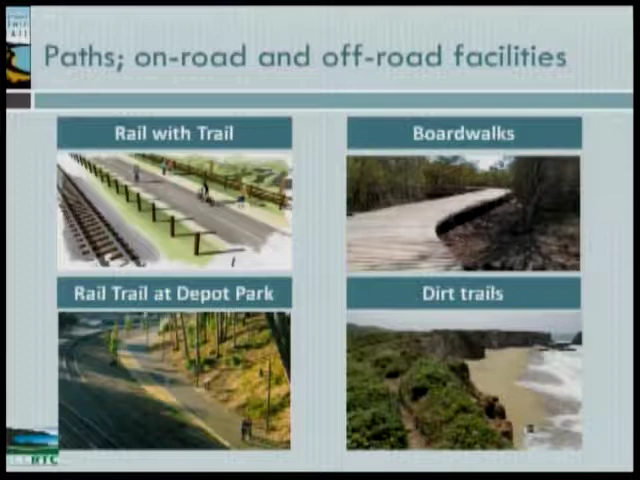 Paths; on-road and off-road facilities
Rail with Trail
Boardwalks
Rail Trail at Depot Park
Dirt trails